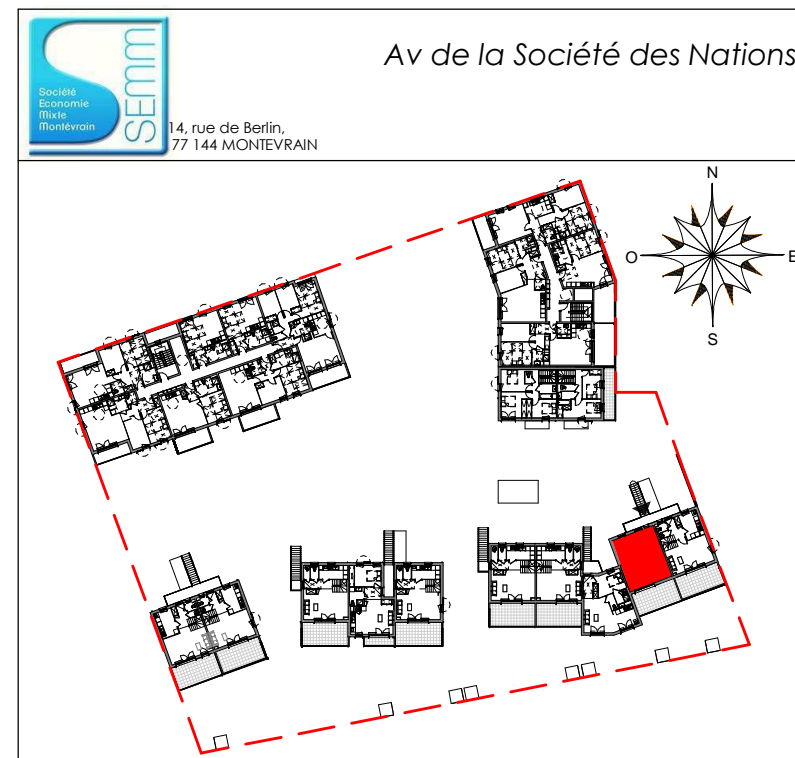 Av de la Société des Nations
Société
Economie
Mixte
Montévrain
SEMM
14, rue de Berlin,
77 144 MONTEVRAIN
N
O
E
S